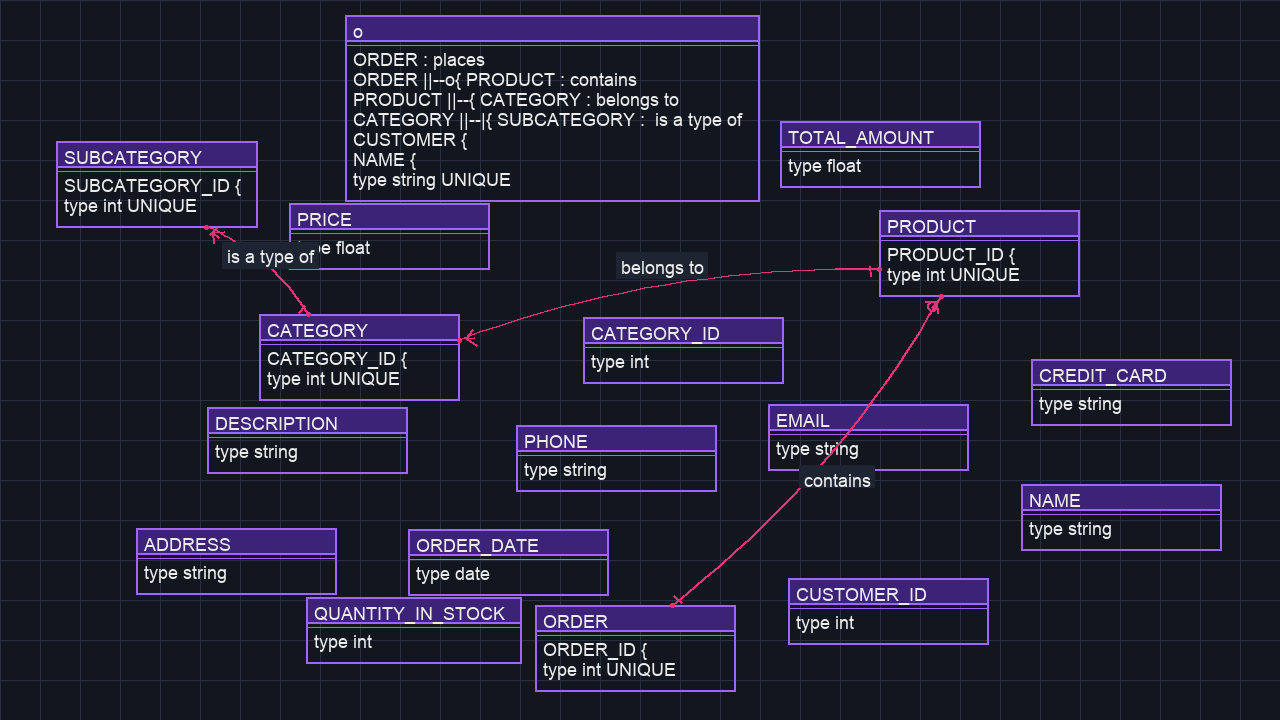 o
ORDER : places
ORDER ||--o{ PRODUCT : contains
PRODUCT ||--{ CATEGORY : belongs to
CATEGORY ||--|{ SUBCATEGORY :  is a type of
CUSTOMER {
NAME {
type string UNIQUE
TOTAL_AMOUNT
type float
SUBCATEGORY
SUBCATEGORY_ID {
type int UNIQUE
PRICE
pe float
is a type of
PRODUCT
PRODUCT_ID {
type int UNIQUE
belongs to
CATEGORY
CATEGORY_ID {
type int UNIQUE
CATEGORY_ID
type int
CREDIT_CARD
type string
DESCRIPTION
type string
PHONE
type string
EMAIL
type string
contains
NAME
type string
ADDRESS
type string
ORDER_DATE
type date
QUANTITY_IN_STOCK
type int
ORDER
ORDER_ID {
type int UNIQUE
CUSTOMER_ID
type int